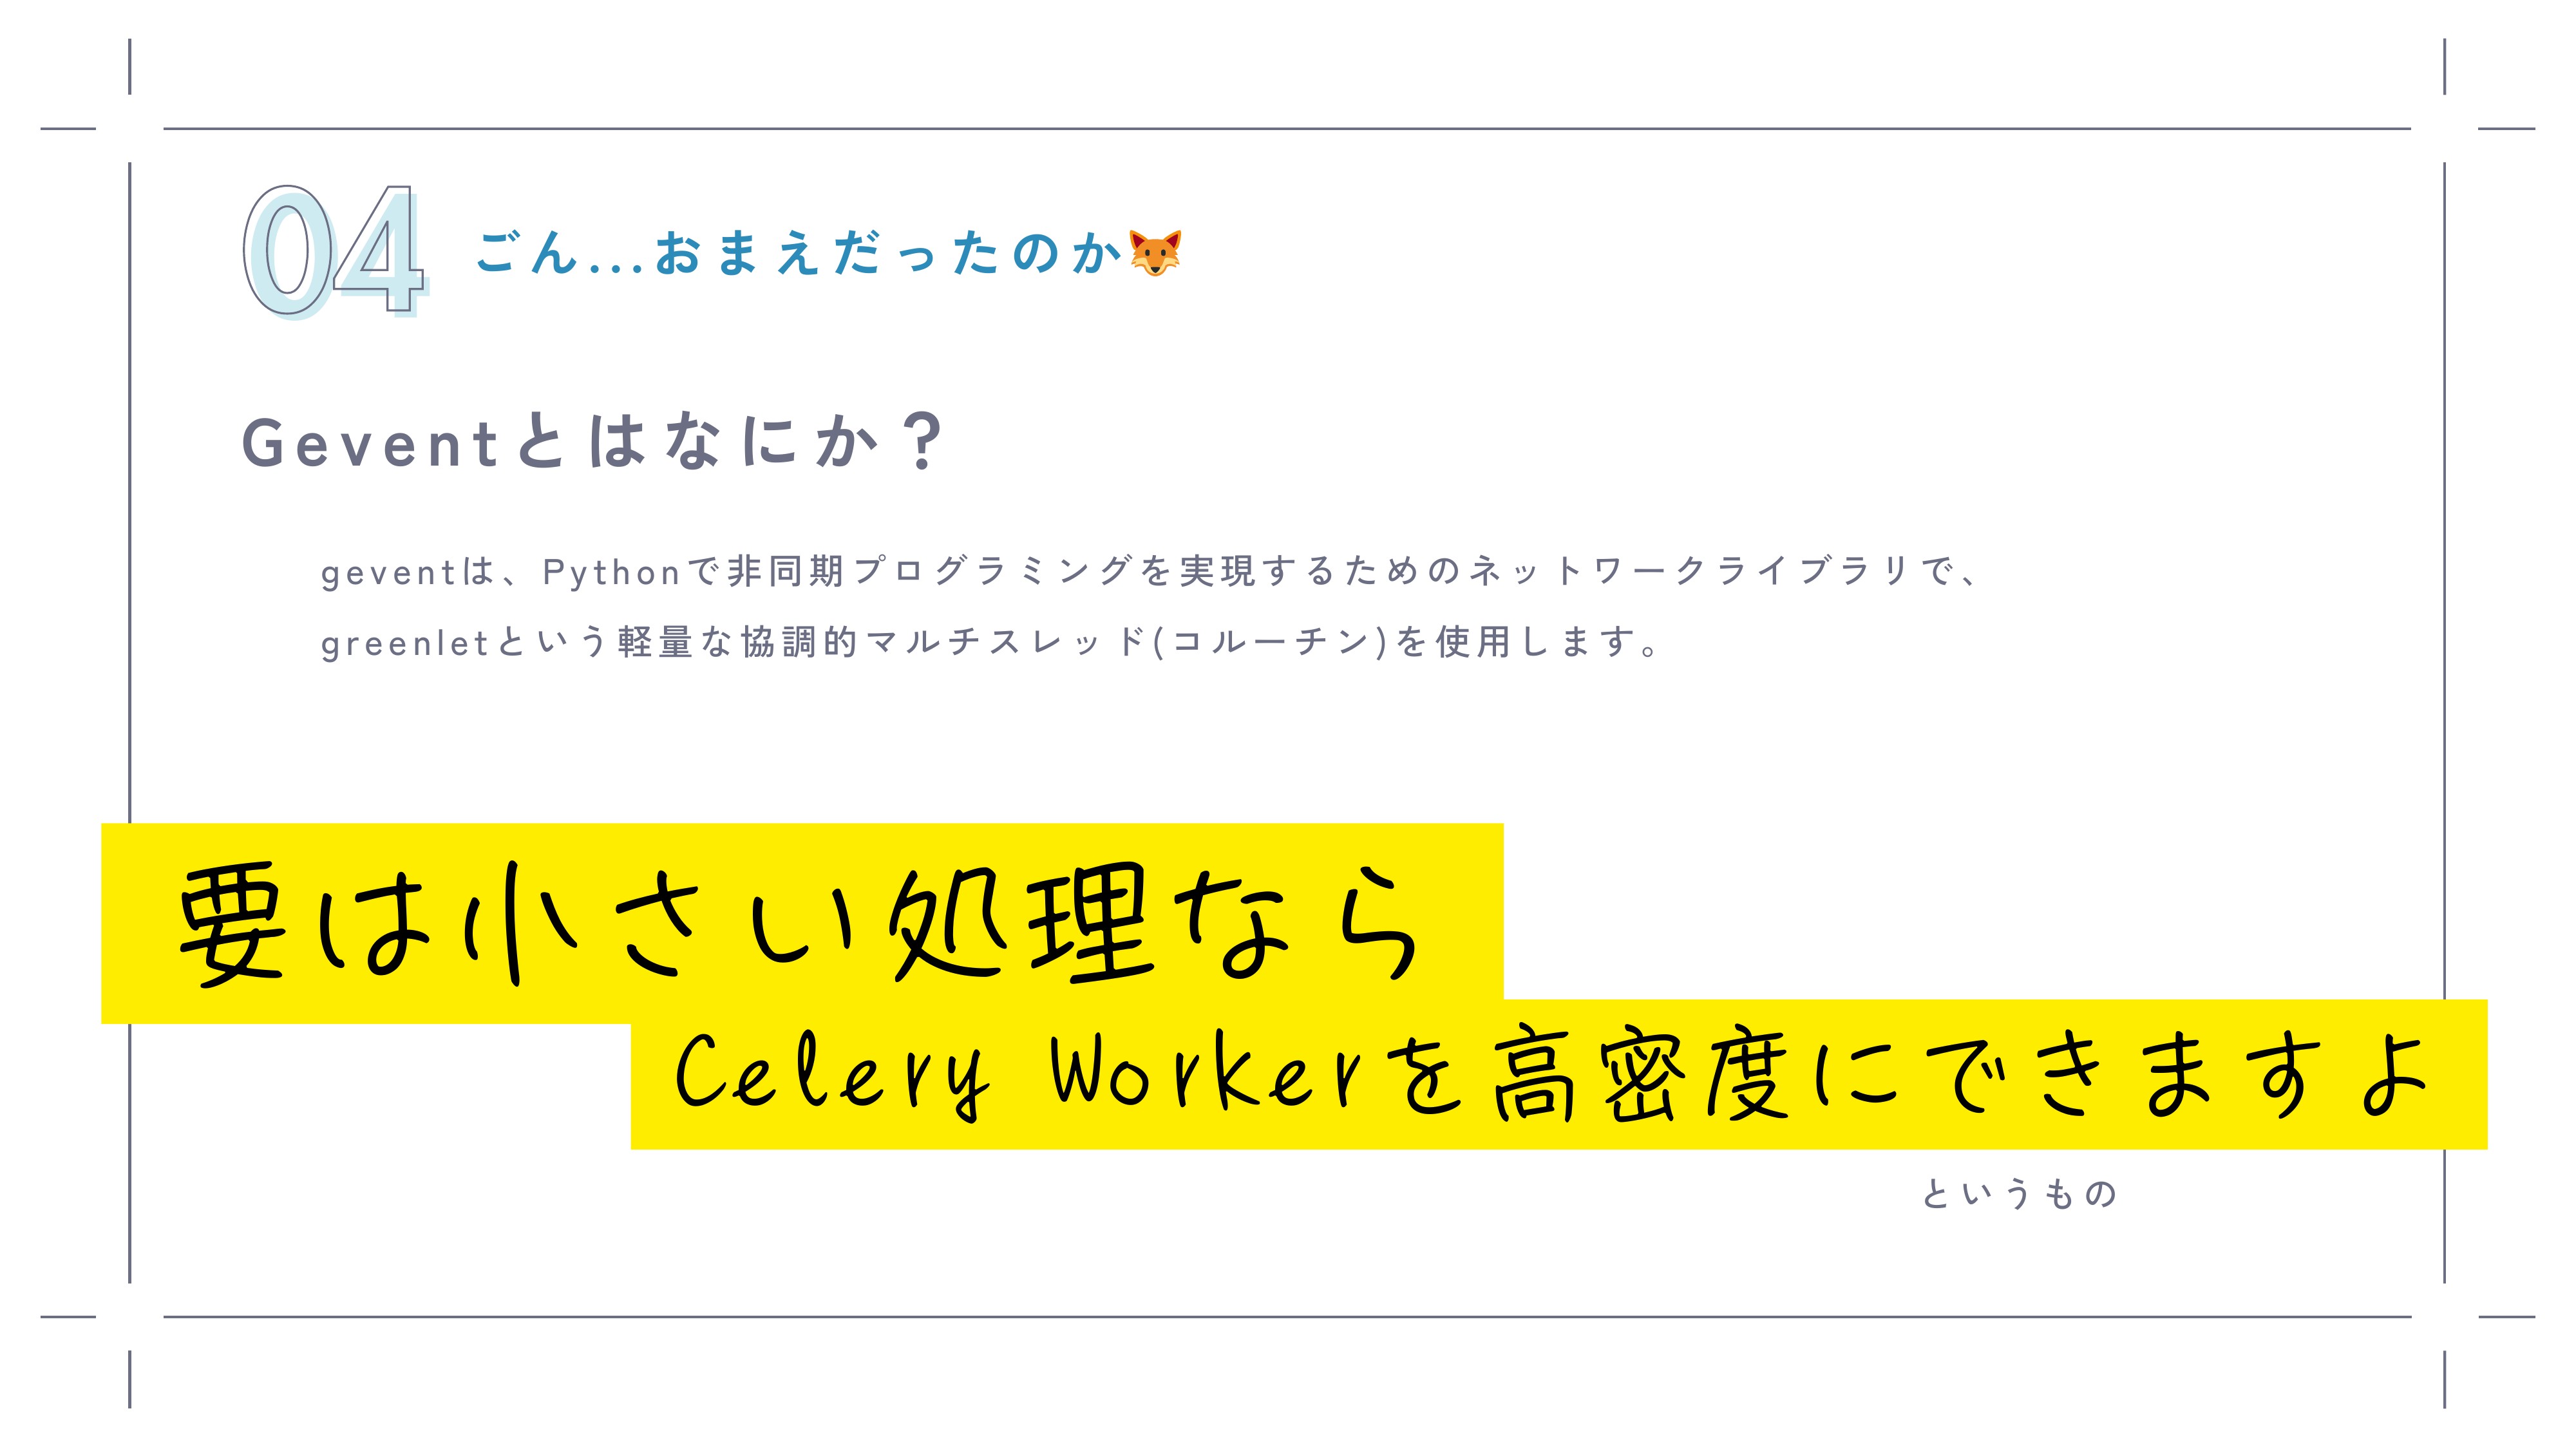 04
ごん...おまえだったのか🦊
Geventとはなにか？
geventは、Pythonで非同期プログラミングを実現するためのネットワークライブラリで、
greenletという軽量な協調的マルチスレッド(コルーチン)を使用します。
要は小さい処理なら
Celery Workerを高密度にできますよ
というもの